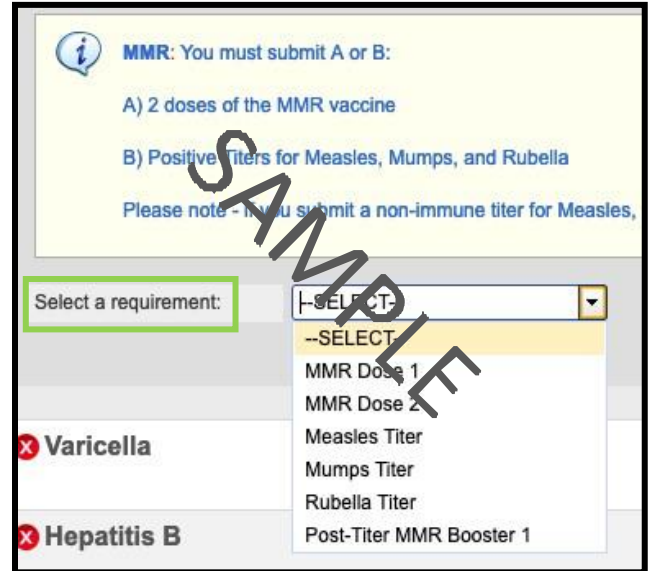 MMR: You must submit A or B:
A) 2 doses of the MMR vaccine
B) Positive Titers for Measles, Mumps, and Rubella
Please note - If you submit a non-immune titer for Measles,
Select a requirement:
--SELECT--
--SELECT--
MMR Dose 1
MMR Dose 2
Measles Titer
Mumps Titer
Rubella Titer
Post-Titer MMR Booster 1
Varicella
Hepatitis B
SAMPLE